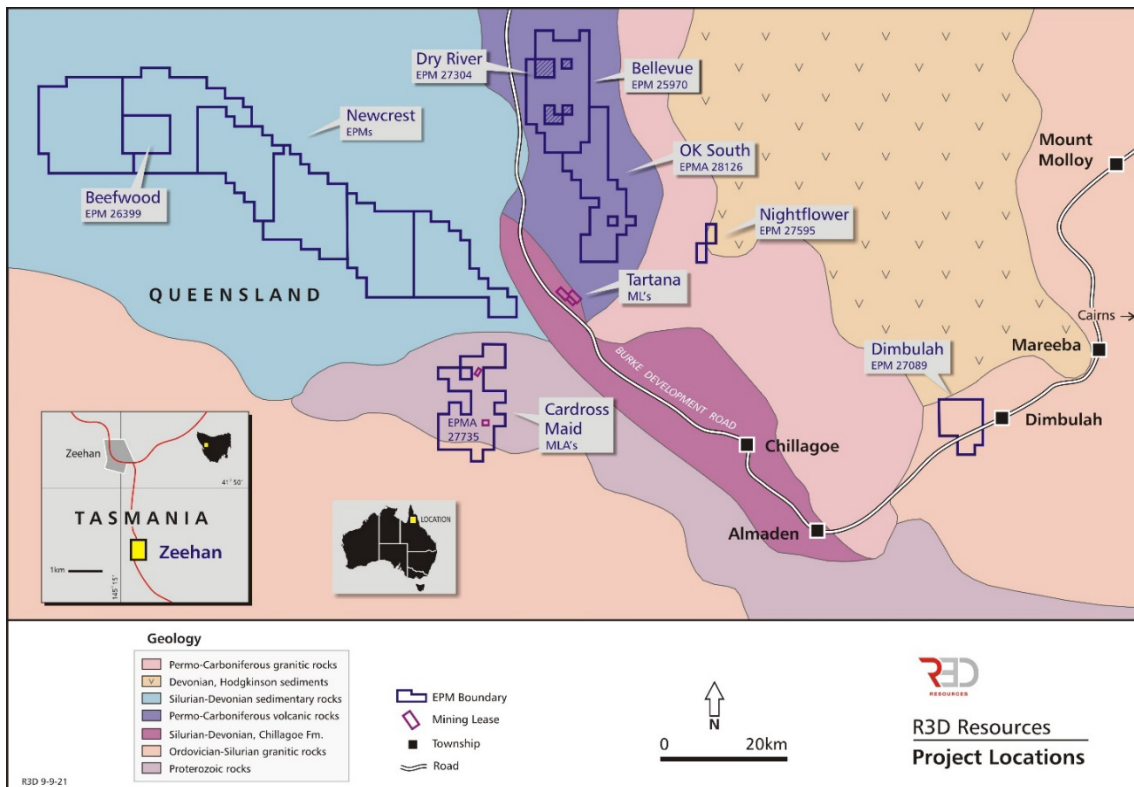 Dry River
EPM 27304
Bellevue
EPM 25970
Newcrest
EPMs
Mount
Molloy
OK South
EPMA 28126
Beefwood
EPM 26399
Nightflower
EPM 27595
QUEENSLAND
Tartana
ML's
Cairns →
Mareeba
Dimbulah
EPM 27089
BURKE DEVELOPMENT ROAD
EPMA
27735
Cardross
Maid
MLA's
Dimbulah
Chillagoe
Almaden
Zeehan
41° 50'
TASMANIA
Zeehan
1km
145° 15'
LOCATION
Geology
Permo-Carboniferous granitic rocks
Devonian, Hodgkinson sediments
Silurian-Devonian sedimentary rocks
Permo-Carboniferous volcanic rocks
Silurian-Devonian, Chillagoe Fm.
Ordovician-Silurian granitic rocks
Proterozoic rocks
EPM Boundary
Mining Lease
Township
Road
N
0 20km
R3D
RESOURCES
R3D Resources
Project Locations
R3D 9-9-21